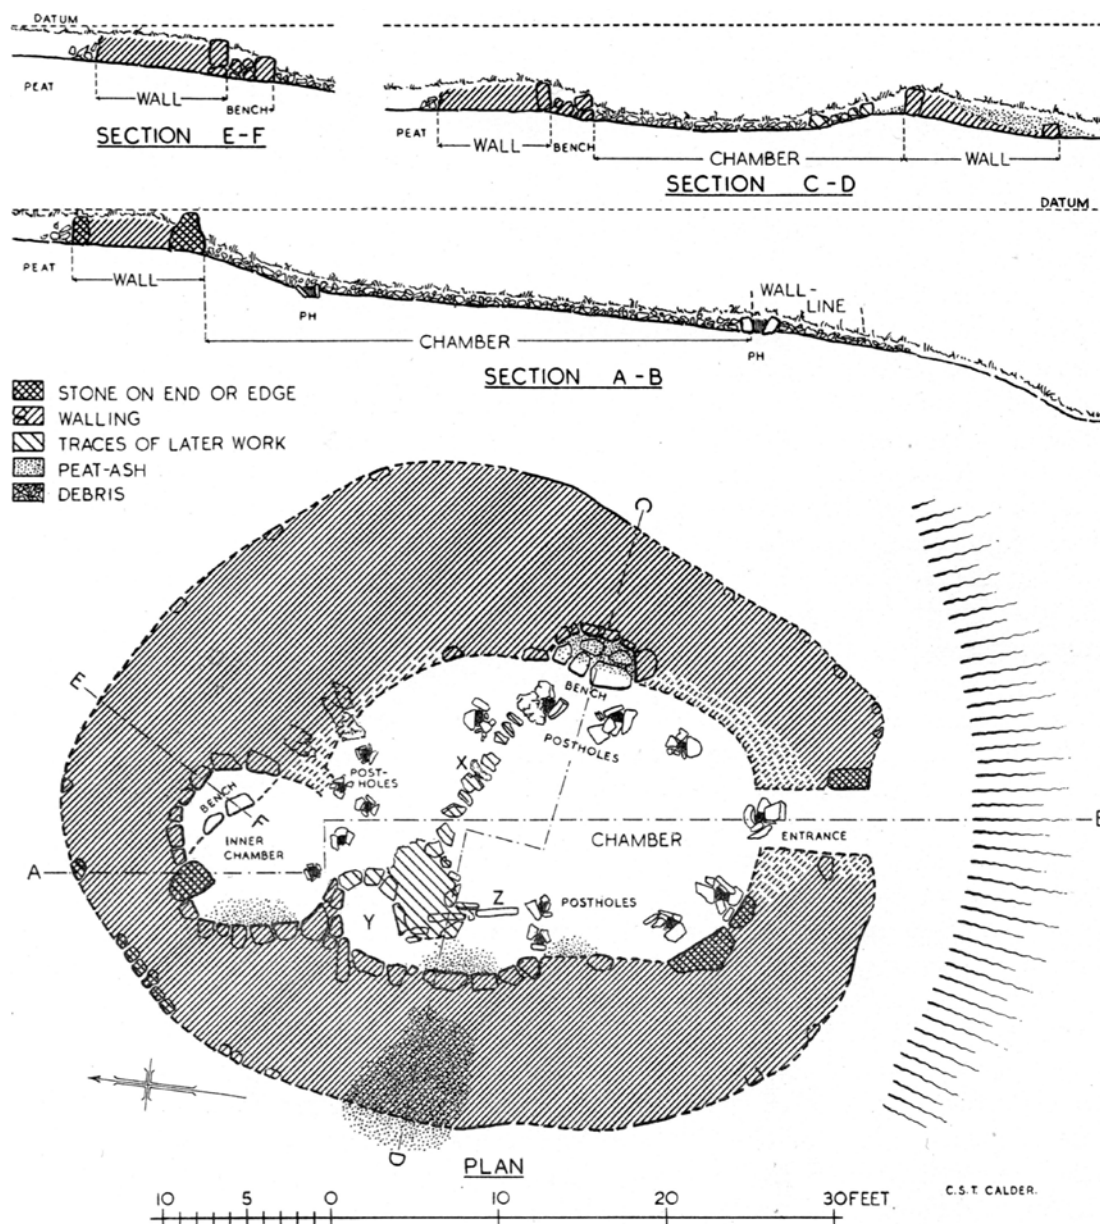 DATUM
PEAT
WALL
BENCH
SECTION E-F
PEAT
WALL
BENCH
CHAMBER
WALL
SECTION C-D
DATUM
PEAT
WALL
PH
CHAMBER
WALL-
LINE
PH
SECTION A-B
STONE ON END OR EDGE
WALLING
TRACES OF LATER WORK
PEAT-ASH
DEBRIS
C
E
BENCH
POSTHOLES
X
POST-
HOLES
BENCH
F
INNER
CHAMBER
A
CHAMBER
ENTRANCE
B
Z
POSTHOLES
Y
D
PLAN
C.S.T. CALDER.
10 5 0 10 20 30 FEET